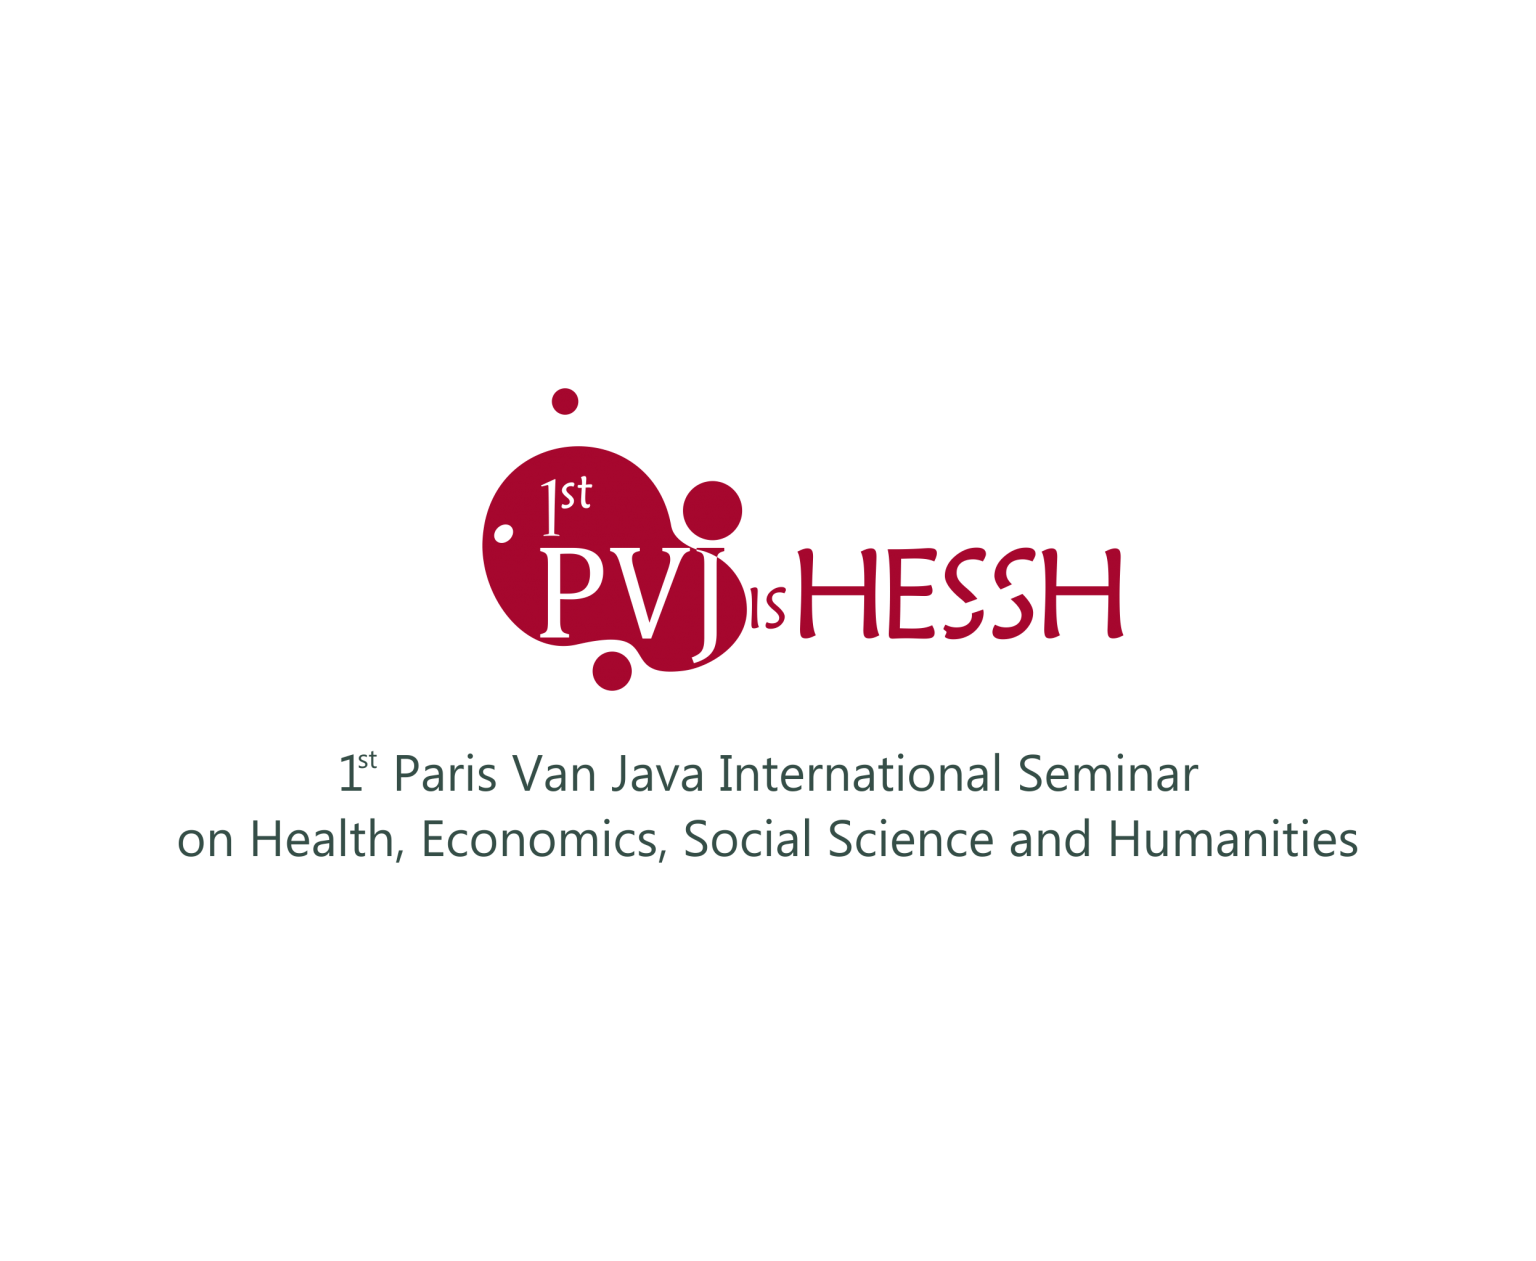 1st
PVJ IS HESSH
1st Paris Van Java International Seminar
on Health, Economics, Social Science and Humanities